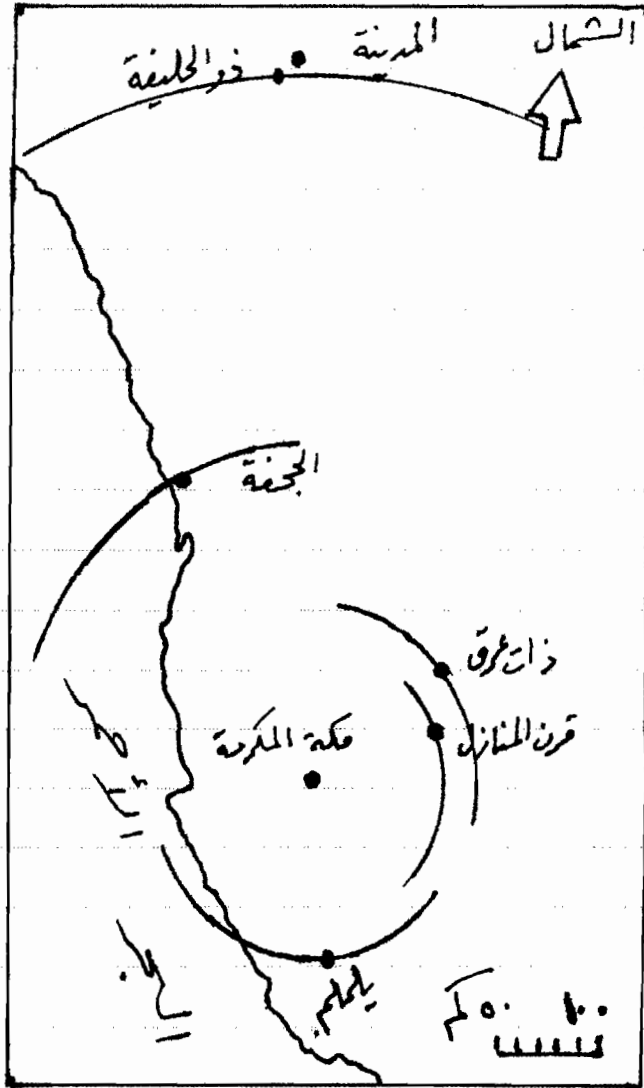 الشمال
المدينة
ذو الحليفة
الجحفة
ذات عرق
قرن المنازل
مكة المكرمة
يلملم
كم ٥٠ ١٠٠